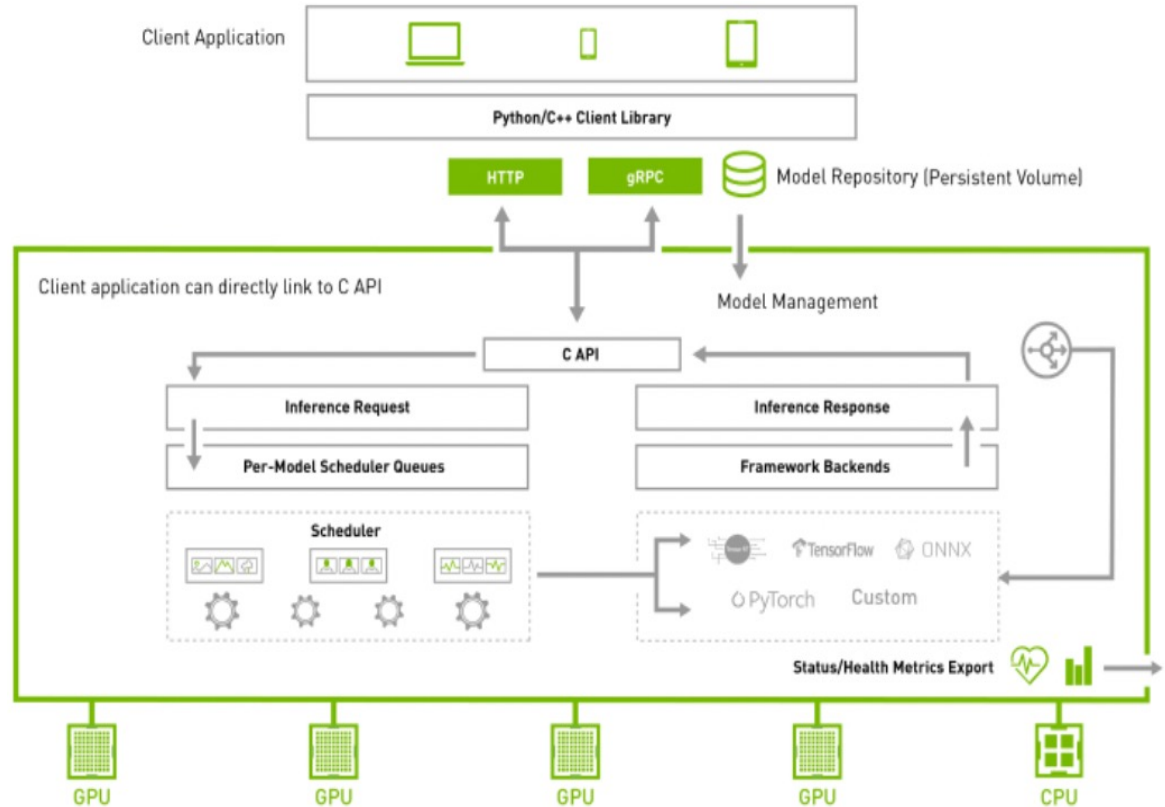 Client Application
Python/C++ Client Library
HTTP
gRPC
Model Repository (Persistent Volume)
Client application can directly link to C API
Model Management
C API
Inference Request
Inference Response
Per-Model Scheduler Queues
Framework Backends
Scheduler
TensorFlow
ONNX
PyTorch
Custom
Status/Health Metrics Export
GPU
GPU
GPU
GPU
CPU